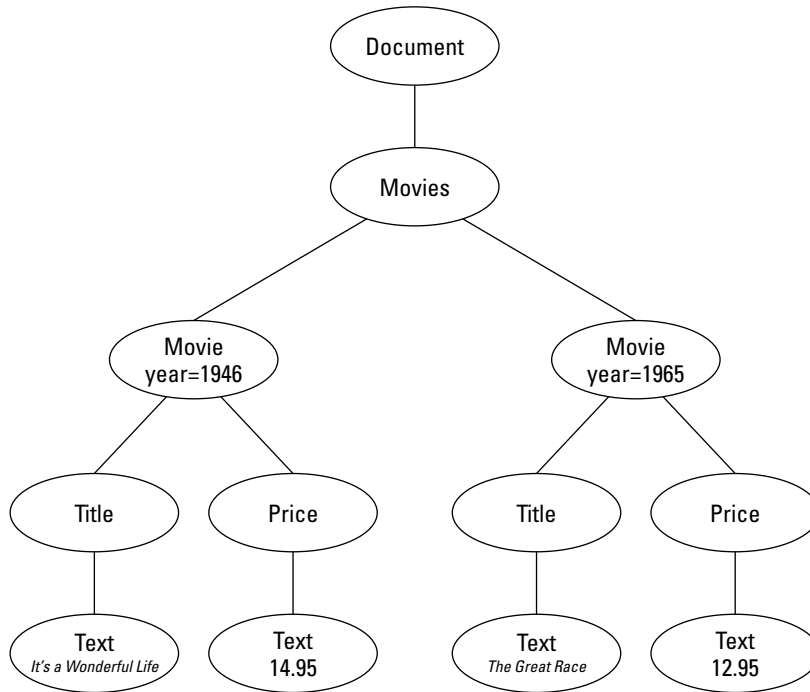 Document
Movies
Movie
year=1946
Movie
year=1965
Title
Price
Title
Price
Text
It's a Wonderful Life
Text
14.95
Text
The Great Race
Text
12.95